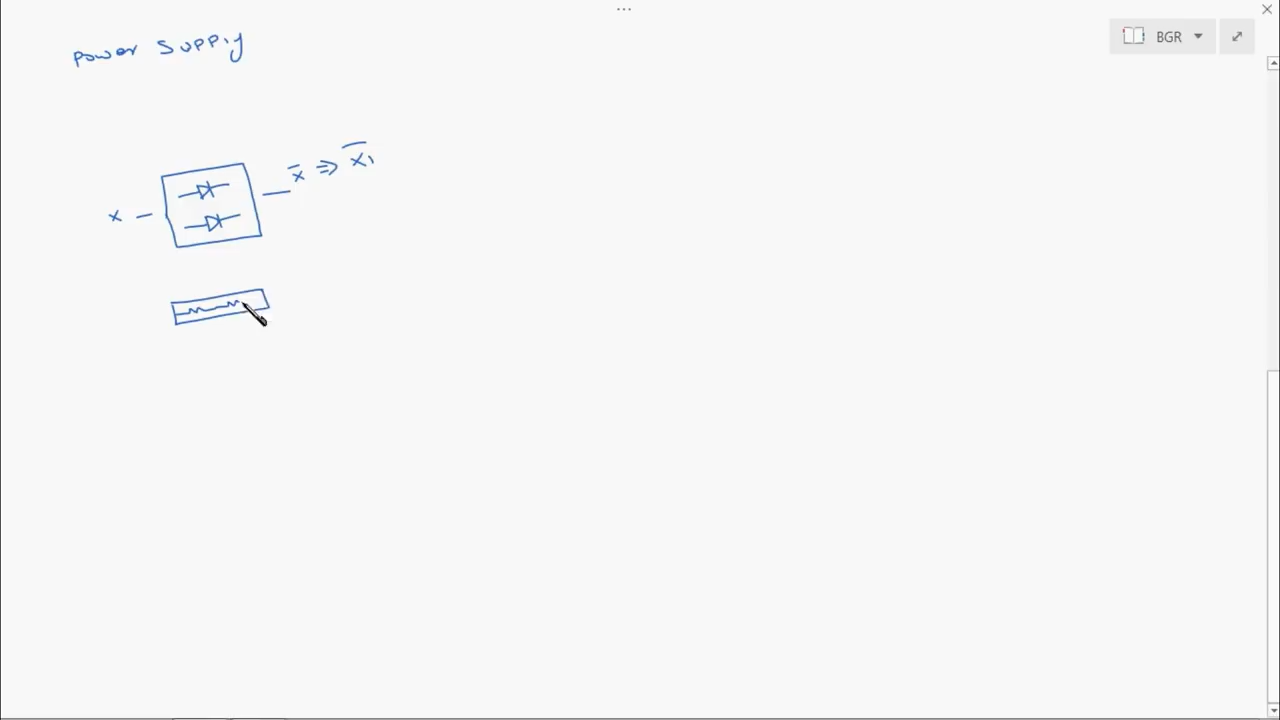 power supply
BGR
x̄ ⇒ x̄₁
x